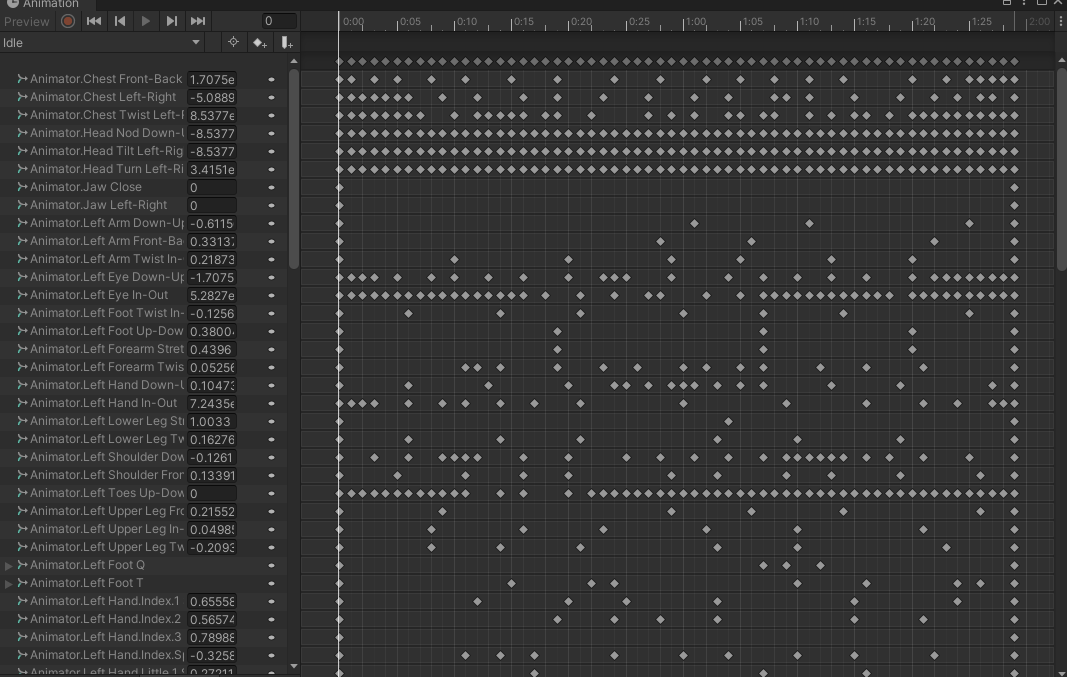 Animation
Preview 0 0:00 0:05 0:10 0:15 0:20 0:25 1:00 1:05 1:10 1:15 1:20 1:25 2:00
Idle
Animator.Chest Front-Back 1.7075e
Animator.Chest Left-Right -5.0889
Animator.Chest Twist Left-R 8.5377e
Animator.Head Nod Down-U -8.5377
Animator.Head Tilt Left-Rig -8.5377
Animator.Head Turn Left-Ri 3.4151e
Animator.Jaw Close 0
Animator.Jaw Left-Right 0
Animator.Left Arm Down-Up -0.6115
Animator.Left Arm Front-Ba 0.33137
Animator.Left Arm Twist In- 0.21873
Animator.Left Eye Down-Up -1.7075
Animator.Left Eye In-Out 5.2827e
Animator.Left Foot Twist In- -0.1256
Animator.Left Foot Up-Dow 0.3800
Animator.Left Forearm Stret 0.4396
Animator.Left Forearm Twis 0.05256
Animator.Left Hand Down-U 0.10473
Animator.Left Hand In-Out 7.2435e
Animator.Left Lower Leg Str 1.0033
Animator.Left Lower Leg Tw 0.16276
Animator.Left Shoulder Dow -0.1261
Animator.Left Shoulder Fron 0.13391
Animator.Left Toes Up-Dow 0
Animator.Left Upper Leg Fro 0.21552
Animator.Left Upper Leg In- 0.04985
Animator.Left Upper Leg Tw -0.2093
Animator.Left Foot Q
Animator.Left Foot T
Animator.Left Hand.Index.1 0.65558
Animator.Left Hand.Index.2 0.56574
Animator.Left Hand.Index.3 0.78988
Animator.Left Hand.Index.Sp -0.3258
Animator.Left Hand.Little.1 0.27211